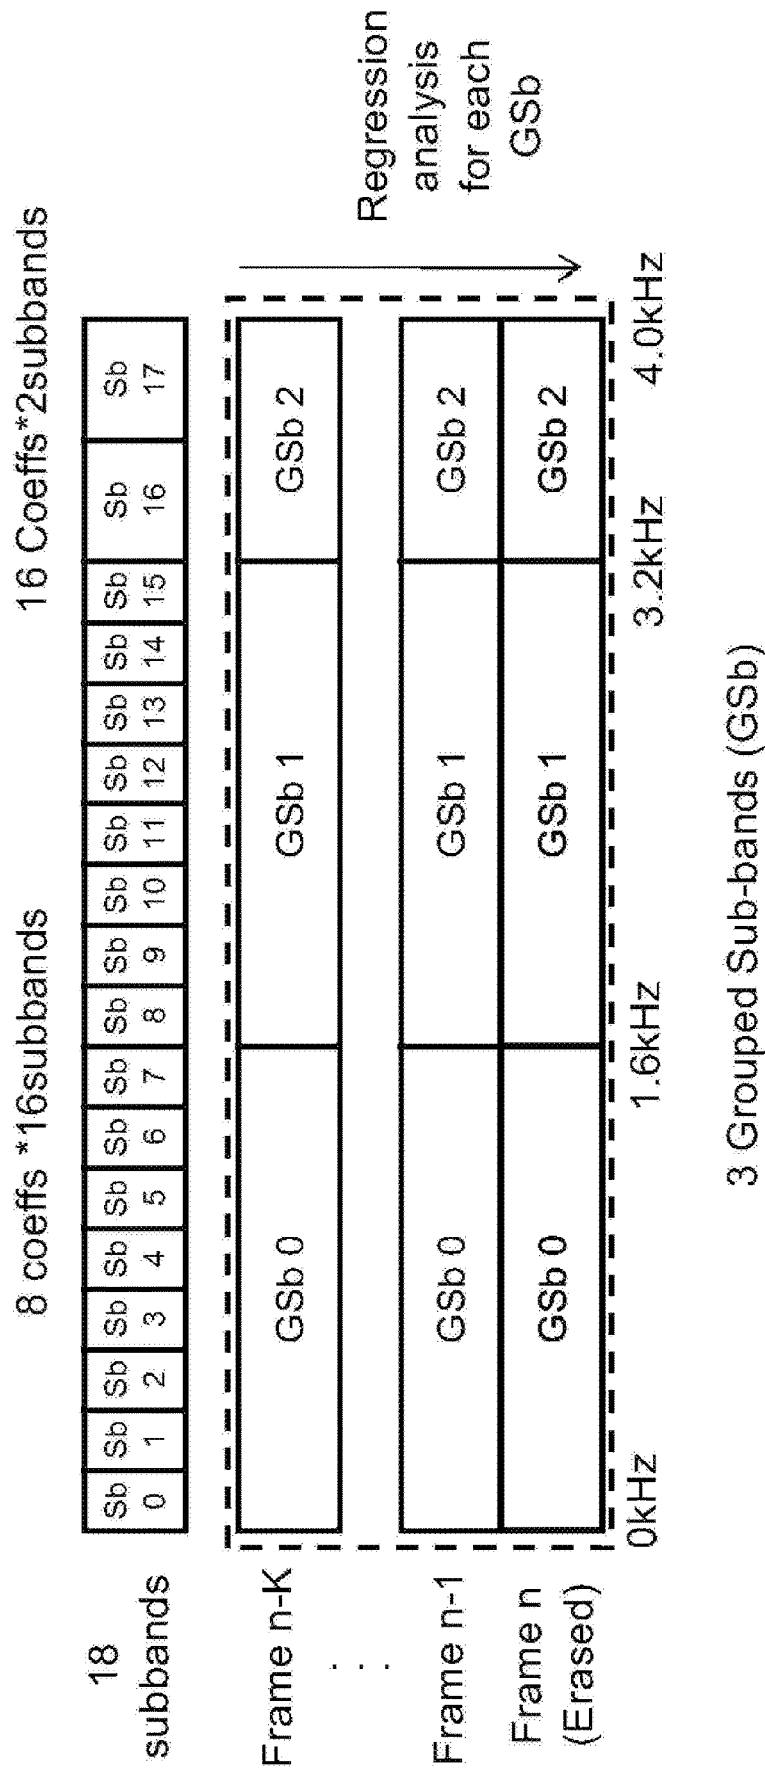 8 coeffs *16subbands
16 Coeffs*2subbands
18
subbands
Sb
0
Sb
1
Sb
2
Sb
3
Sb
4
Sb
5
Sb
6
Sb
7
Sb
8
Sb
9
Sb
10
Sb
11
Sb
12
Sb
13
Sb
14
Sb
15
Sb
16
Sb
17
Frame n-K
GSb 0
GSb 1
GSb 2
. . .
Frame n-1
GSb 0
GSb 1
GSb 2
Frame n
(Erased)
GSb 0
GSb 1
GSb 2
Regression
analysis
for each
GSb
0kHz
1.6kHz
3.2kHz
4.0kHz
3 Grouped Sub-bands (GSb)